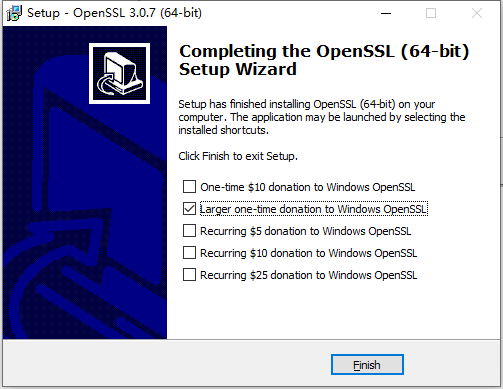 Setup - OpenSSL 3.0.7 (64-bit)
Completing the OpenSSL (64-bit)
Setup Wizard
Setup has finished installing OpenSSL (64-bit) on your
computer. The application may be launched by selecting the
installed shortcuts.
Click Finish to exit Setup.
One-time $10 donation to Windows OpenSSL
Larger one-time donation to Windows OpenSSL
Recurring $5 donation to Windows OpenSSL
Recurring $10 donation to Windows OpenSSL
Recurring $25 donation to Windows OpenSSL
Finish